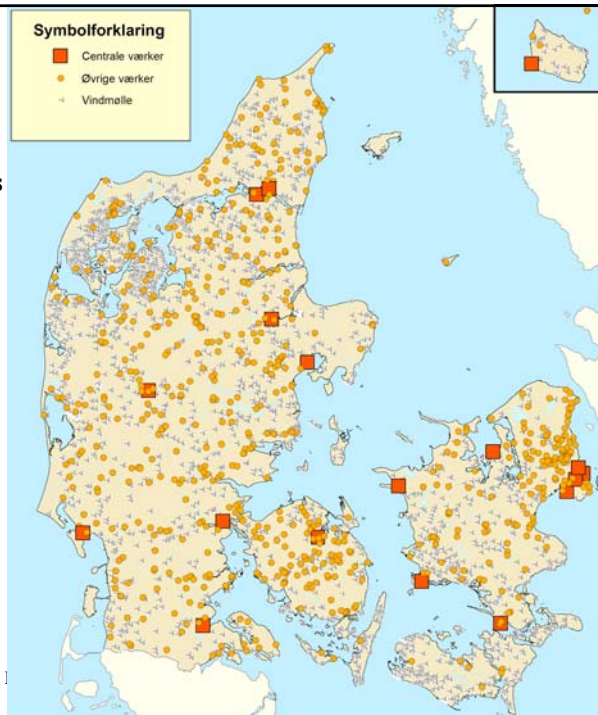 Symbolforklaring
Centrale værker
Øvrige værker
Vindmølle
s